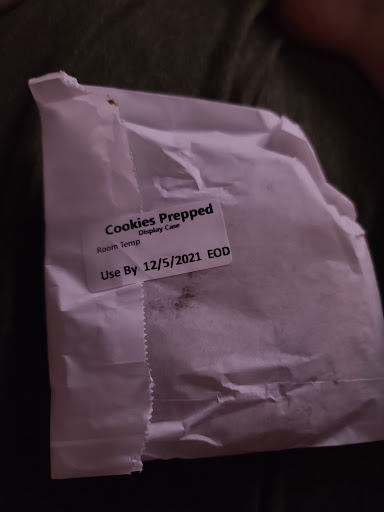 Cookies Prepped
Display Case
Room Temp
Use By 12/5/2021 EOD